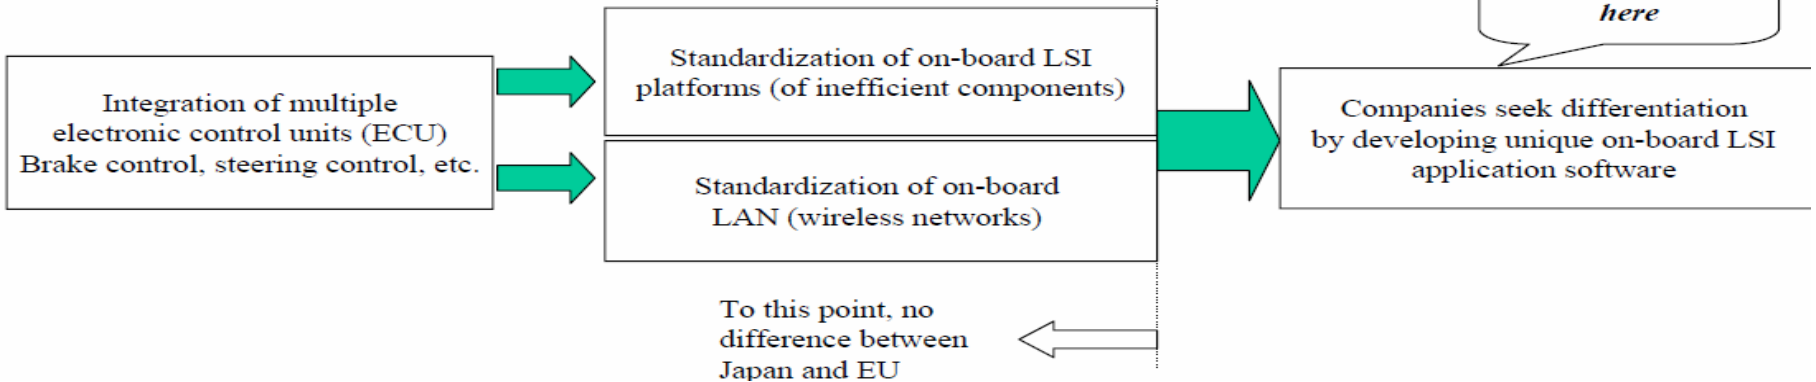 here
Integration of multiple
electronic control units (ECU)
Brake control, steering control, etc.
Standardization of on-board LSI
platforms (of inefficient components)
Standardization of on-board
LAN (wireless networks)
Companies seek differentiation
by developing unique on-board LSI
application software
To this point, no
difference between
Japan and EU